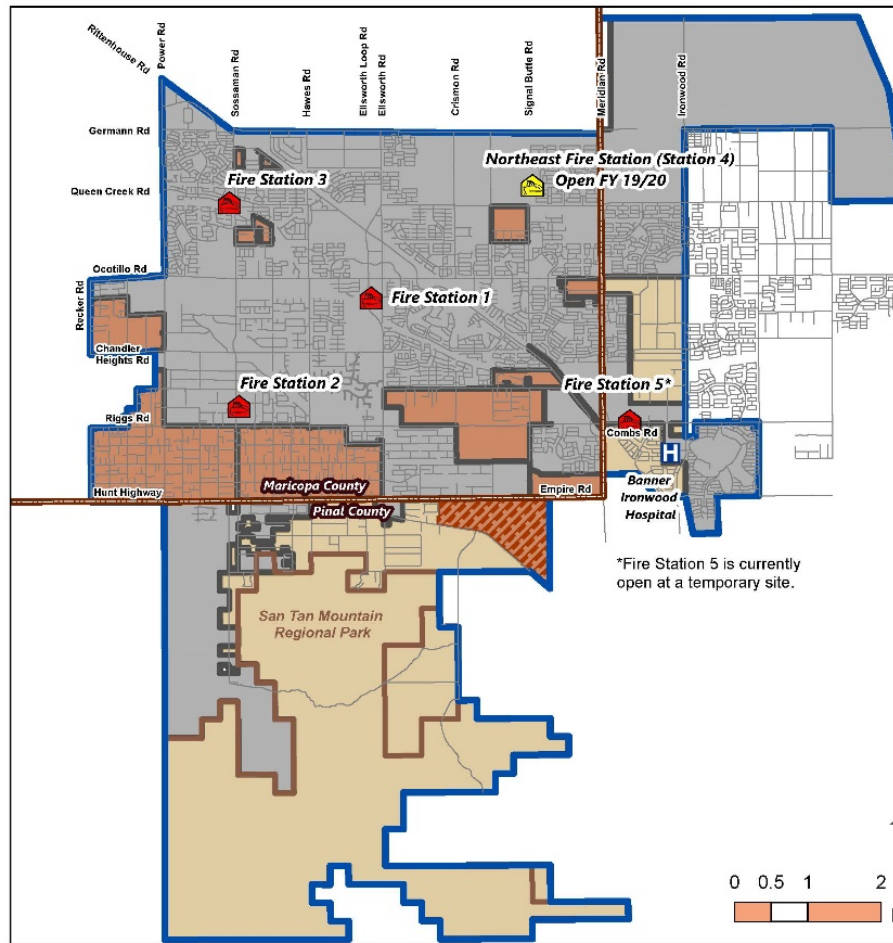 Rittenhouse Rd
Power Rd
Sossaman Rd
Hawes Rd
Ellsworth Loop Rd
Ellsworth Rd
Crismon Rd
Signal Butte Rd
Meridian Rd
Ironwood Rd
Germann Rd
Northeast Fire Station (Station 4)
Open FY 19/20
Fire Station 3
Queen Creek Rd
Ocotillo Rd
Recker Rd
Fire Station 1
Chandler
Heights Rd
Fire Station 2
Fire Station 5*
Riggs Rd
Combs Rd
H
Banner
Ironwood
Hospital
Hunt Highway
Maricopa County
Empire Rd
Pinal County
*Fire Station 5 is currently
open at a temporary site.
San Tan Mountain
Regional Park
0 0.5 1 2